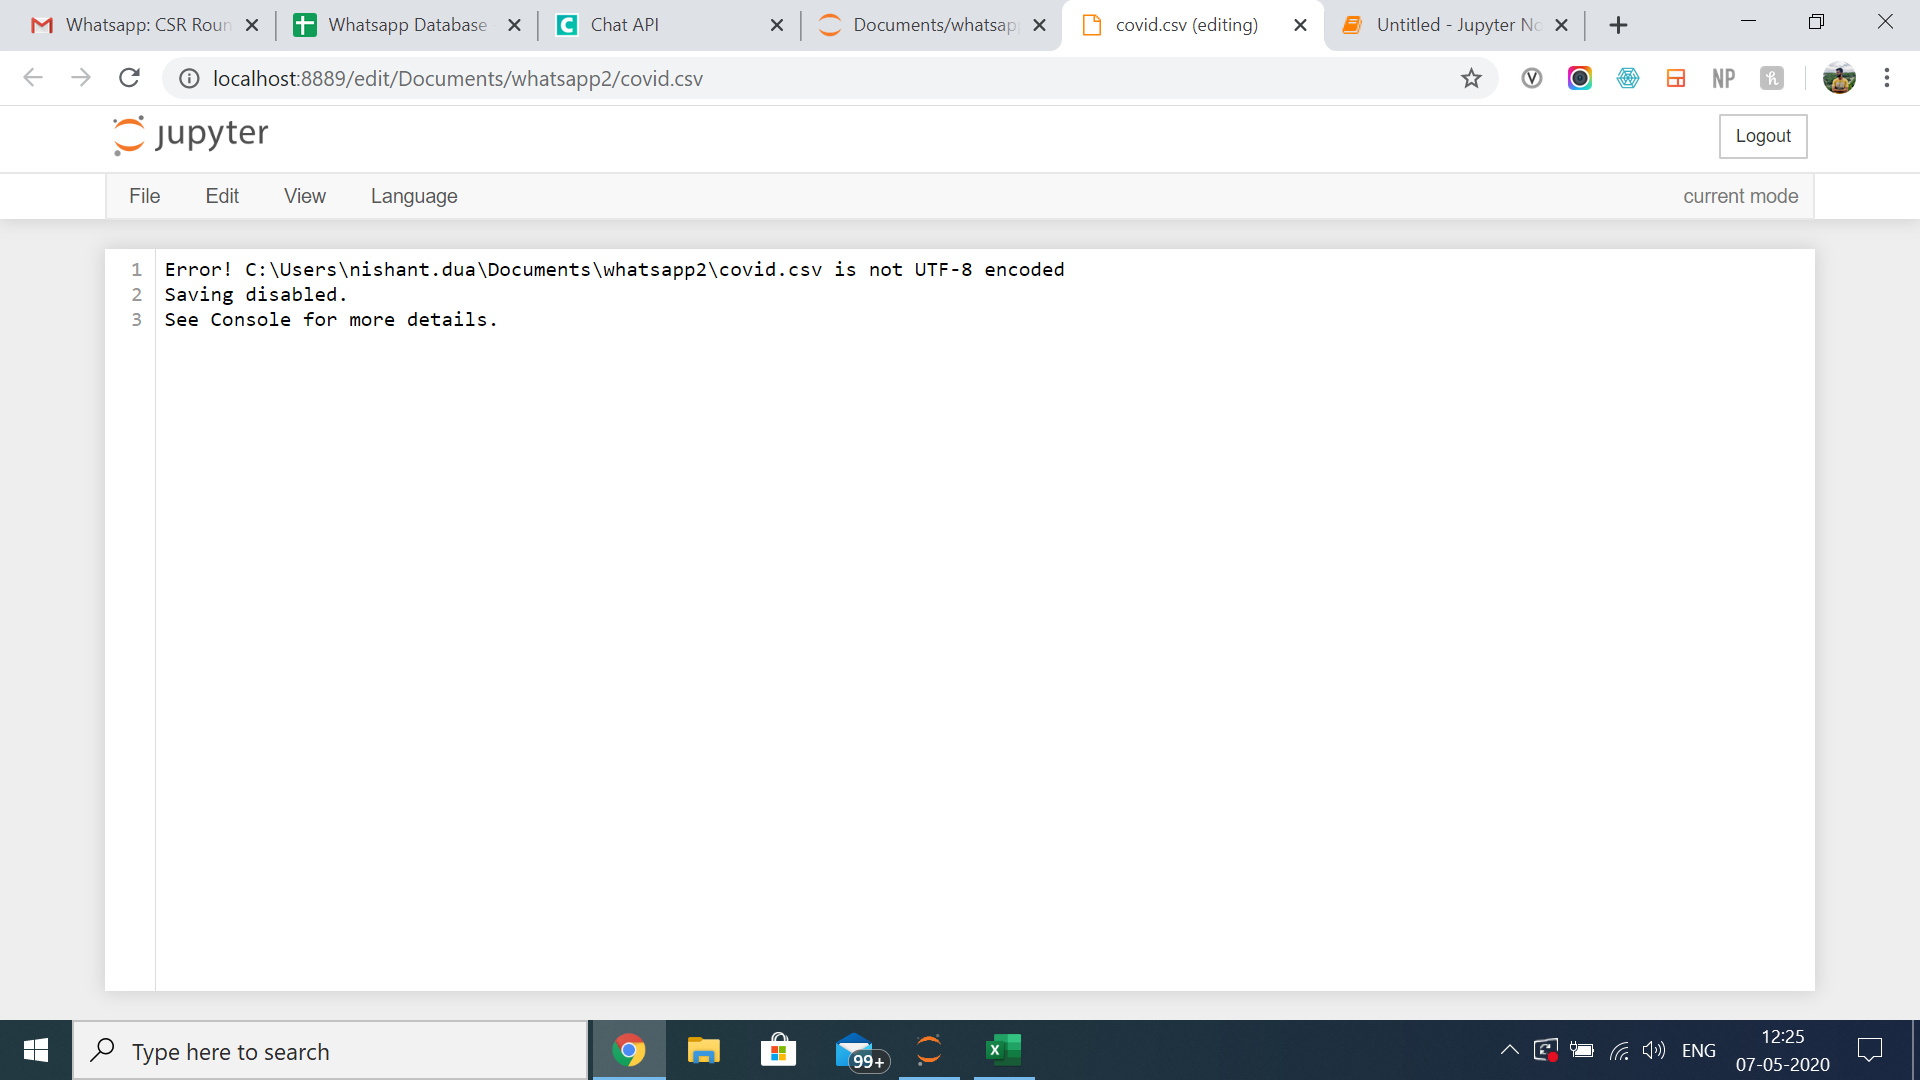 Whatsapp: CSR Roun
Whatsapp Database
Chat API
Documents/whatsapp
covid.csv (editing)
Untitled - Jupyter No
localhost:8889/edit/Documents/whatsapp2/covid.csv
NP
jupyter
Logout
File Edit View Language current mode
1 Error! C:\Users\nishant.dua\Documents\whatsapp2\covid.csv is not UTF-8 encoded
2 Saving disabled.
3 See Console for more details.
Type here to search
99+
ENG
12:25
07-05-2020